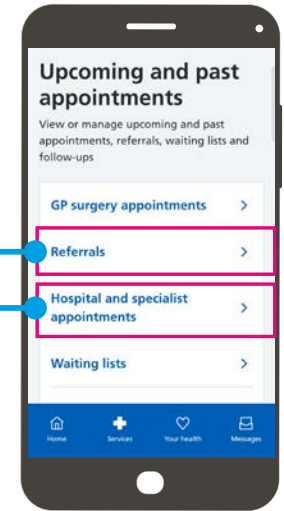 Upcoming and past
appointments
View or manage upcoming and past
appointments, referrals, waiting lists and
follow-ups
GP surgery appointments
Referrals
Hospital and specialist
appointments
Waiting lists
Home Services Your health Messages